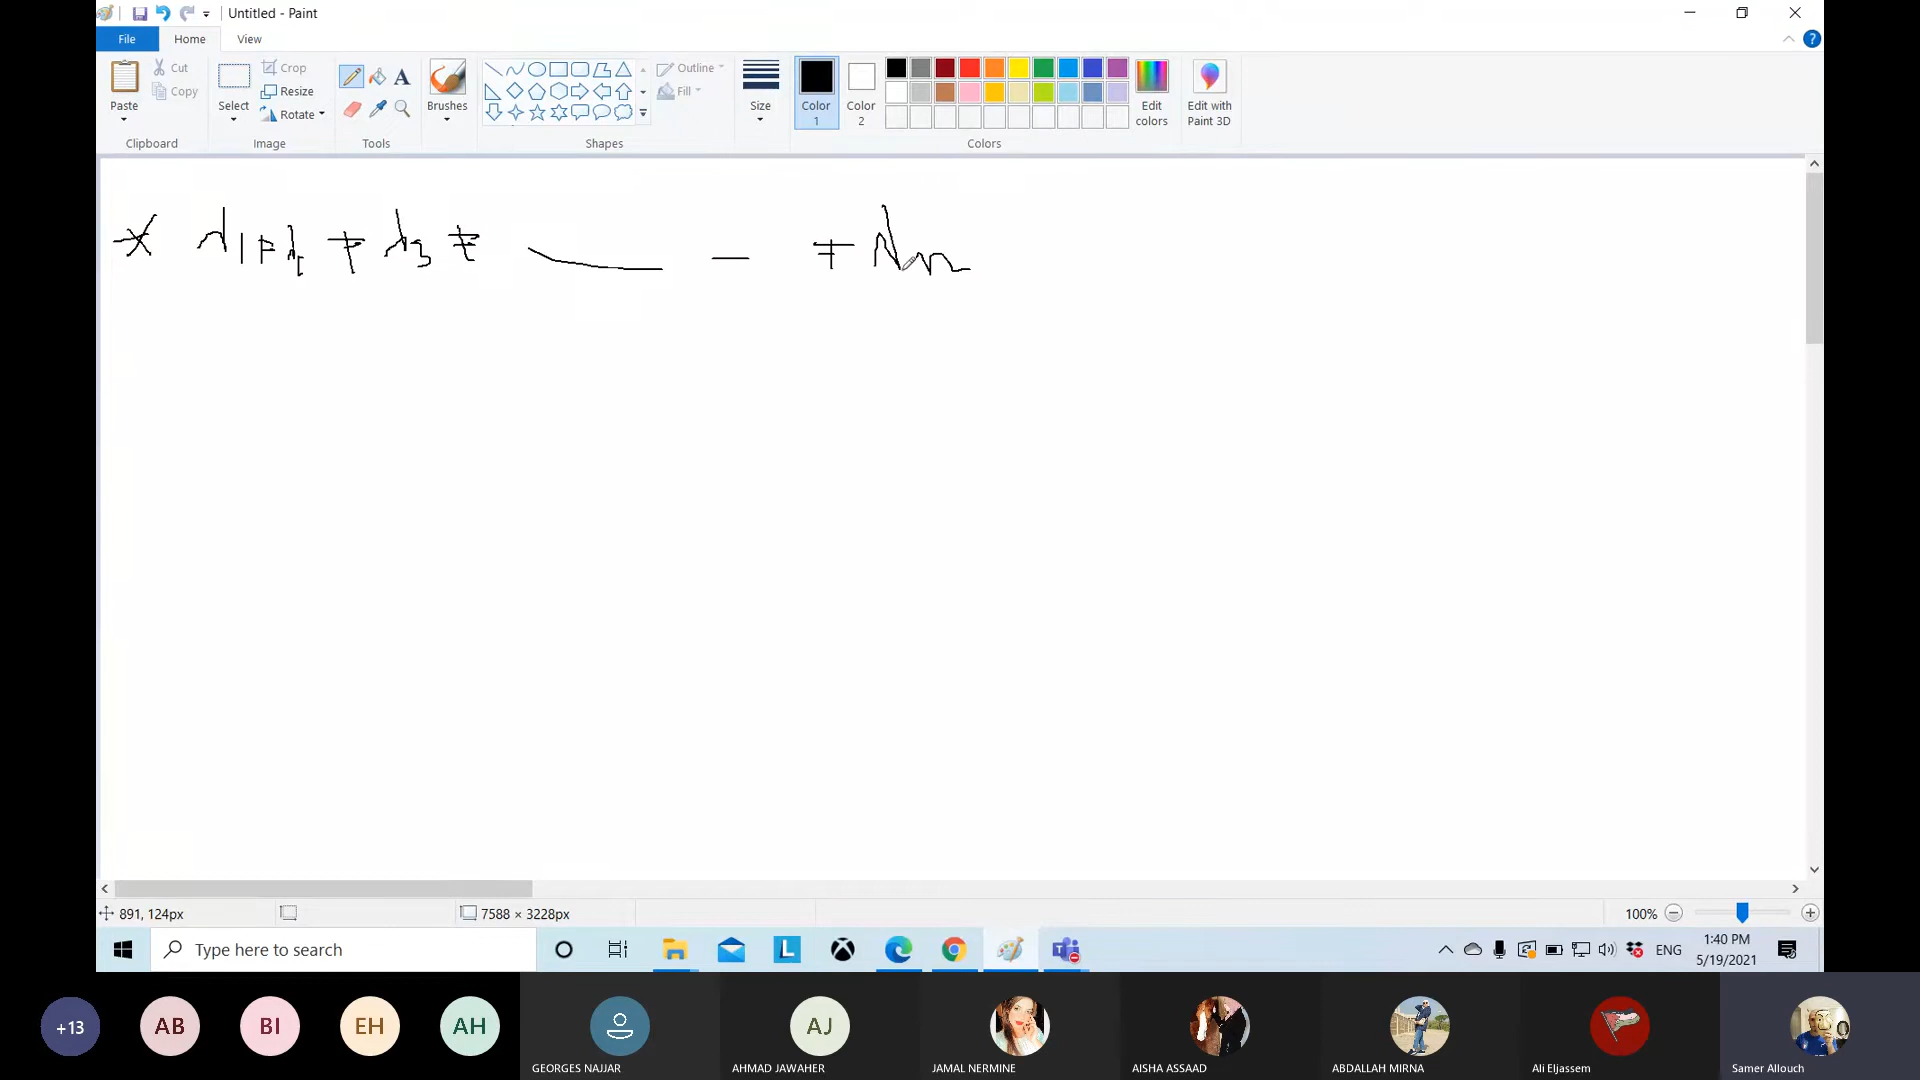 Untitled - Paint
File Home View
Paste
Cut
Copy
Clipboard
Select
Crop
Resize
Rotate
Image
Tools
Brushes
Shapes
Outline
Fill
Size
Color 1
Color 2
Edit colors
Edit with Paint 3D
Colors
891, 124px
7588 × 3228px
100%
Type here to search
ENG
1:40 PM
5/19/2021
+13
AB
BI
EH
AH
AJ
GEORGES NAJJAR
AHMAD JAWAHER
JAMAL NERMINE
AISHA ASSAAD
ABDALLAH MIRNA
Ali Eljassem
Samer Allouch